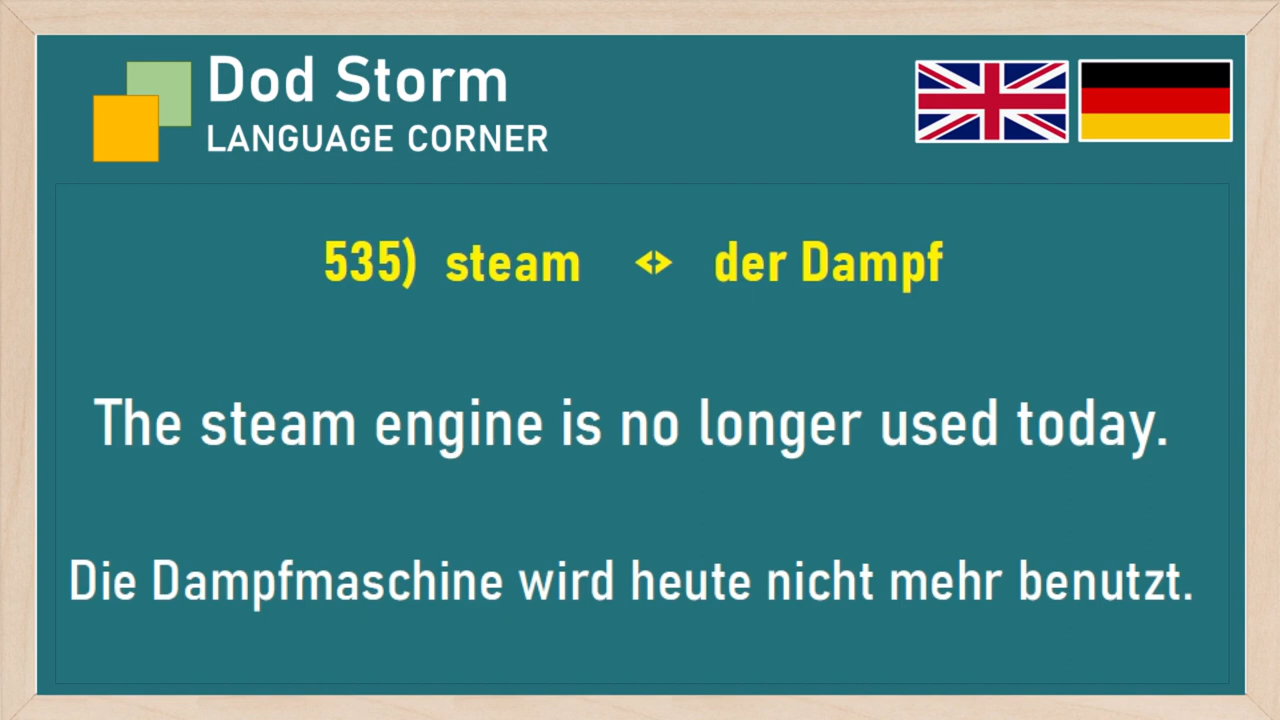 Dod Storm
LANGUAGE CORNER
535) steam <> der Dampf
The steam engine is no longer used today.
Die Dampfmaschine wird heute nicht mehr benutzt.